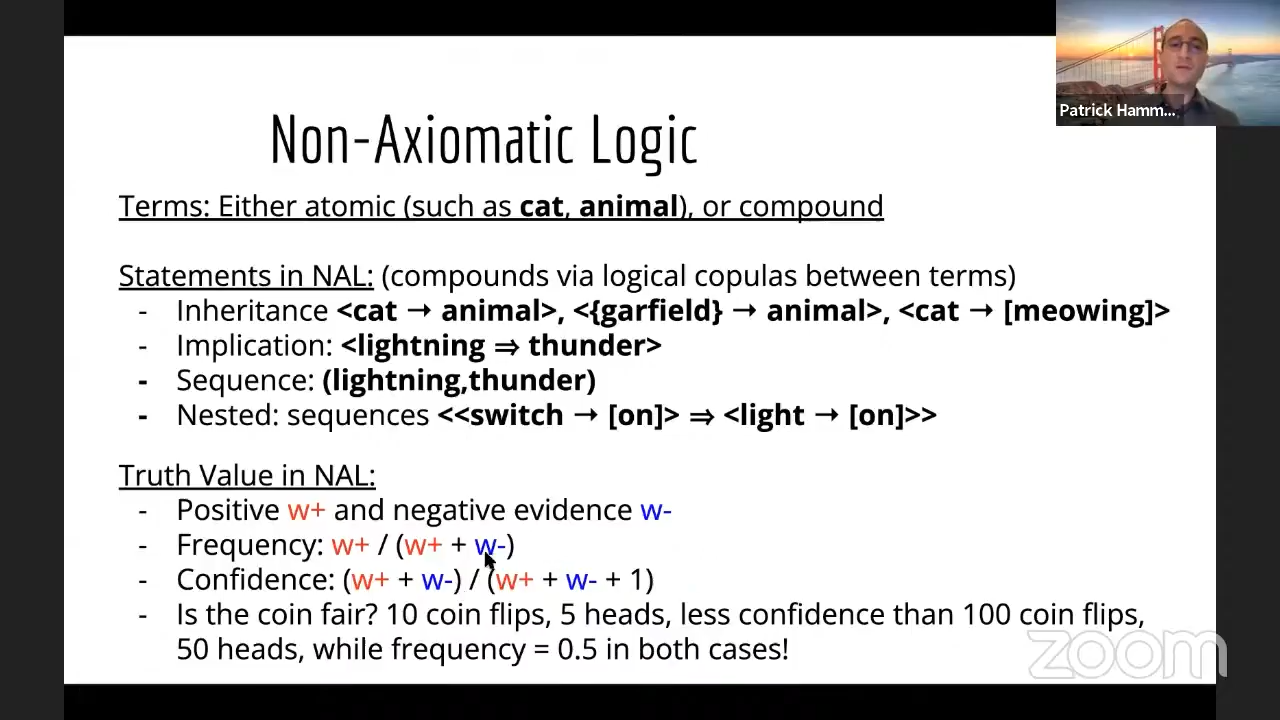 Patrick Hamm...
Non-Axiomatic Logic
Terms: Either atomic (such as cat, animal), or compound
Statements in NAL: (compounds via logical copulas between terms)
- Inheritance <cat → animal>, <{garfield} → animal>, <cat → [meowing]>
- Implication: <lightning ⇒ thunder>
- Sequence: (lightning,thunder)
- Nested: sequences <<switch → [on]> ⇒ <light → [on]>>
Truth Value in NAL:
- Positive w+ and negative evidence w-
- Frequency: w+ / (w+ + w-)
- Confidence: (w+ + w-) / (w+ + w- + 1)
- Is the coin fair? 10 coin flips, 5 heads, less confidence than 100 coin flips,
50 heads, while frequency = 0.5 in both cases!
zoom